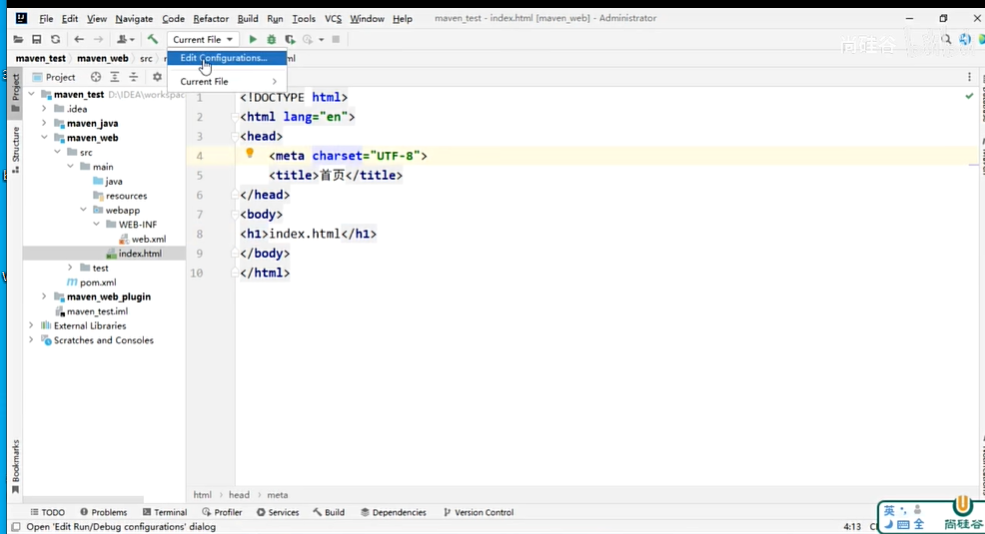 File Edit View Navigate Code Refactor Build Run Tools VCS Window Help maven_test - index.html [maven_web] - Administrator
Current File
尚硅谷
maven_test maven_web src
Edit Configurations...
Current File
Project
maven_test D:\IDEA\workspac
.idea
maven_java
maven_web
src
main
java
resources
webapp
WEB-INF
web.xml
index.html
test
pom.xml
maven_web_plugin
maven_test.iml
External Libraries
Scratches and Consoles
Project
Structure
Bookmarks
1 <!DOCTYPE html>
2 <html lang="en">
3 <head>
4 <meta charset="UTF-8">
5 <title>首页</title>
6 </head>
7 <body>
8 <h1>index.html</h1>
9 </body>
10 </html>
html > head > meta
TODO Problems Terminal Profiler Services Build Dependencies Version Control
Open 'Edit Run/Debug configurations' dialog
4:13
英
全
尚硅谷